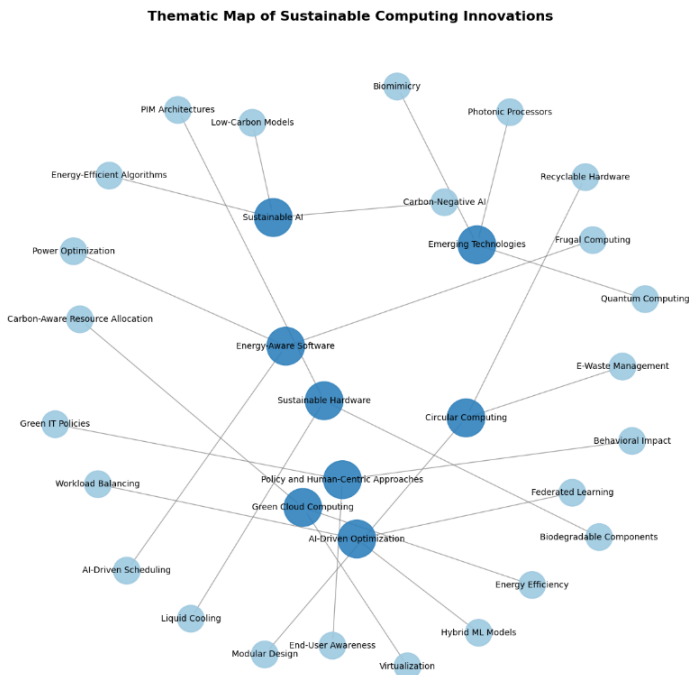 Thematic Map of Sustainable Computing Innovations
Biomimicry
PIM Architectures
Photonic Processors
Low-Carbon Models
Energy-Efficient Algorithms
Recyclable Hardware
Carbon-Negative AI
Sustainable AI
Frugal Computing
Emerging Technologies
Power Optimization
Quantum Computing
Carbon-Aware Resource Allocation
Energy-Aware Software
E-Waste Management
Sustainable Hardware
Circular Computing
Green IT Policies
Behavioral Impact
Policy and Human-Centric Approaches
Workload Balancing
Federated Learning
Green Cloud Computing
AI-Driven Optimization
Biodegradable Components
AI-Driven Scheduling
Energy Efficiency
Liquid Cooling
Hybrid ML Models
End-User Awareness
Modular Design
Virtualization